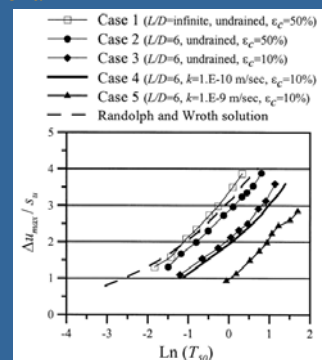 Case 1 (L/D=infinite, undrained, εc=50%)
Case 2 (L/D=6, undrained, εc=50%)
Case 3 (L/D=6, undrained, εc=10%)
Case 4 (L/D=6, k=1.E-10 m/sec, εc=10%)
Case 5 (L/D=6, k=1.E-9 m/sec, εc=10%)
Randolph and Wroth solution
5
4
3
2
1
0
Δumax / su
-4 -3 -2 -1 0 1 2
Ln (T50)